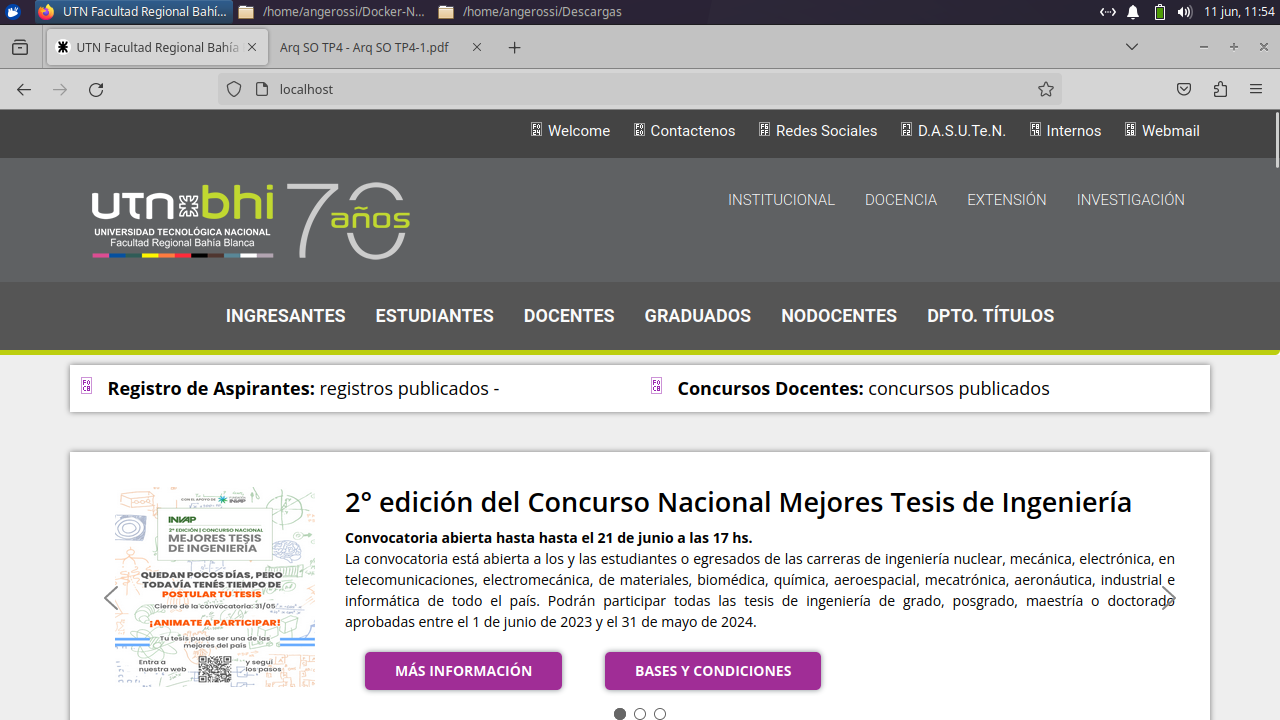 UTN Facultad Regional Bahí...
/home/angerossi/Docker-N...
/home/angerossi/Descargas
11 jun, 11:54
UTN Facultad Regional Bahía
Arq SO TP4 - Arq SO TP4-1.pdf
localhost
Welcome
Contactenos
Redes Sociales
D.A.S.U.Te.N.
Internos
Webmail
utn bhi
70 años
UNIVERSIDAD TECNOLÓGICA NACIONAL
Facultad Regional Bahía Blanca
INSTITUCIONAL
DOCENCIA
EXTENSIÓN
INVESTIGACIÓN
INGRESANTES
ESTUDIANTES
DOCENTES
GRADUADOS
NODOCENTES
DPTO. TÍTULOS
Registro de Aspirantes: registros publicados -
Concursos Docentes: concursos publicados
CON EL APOYO DE
INVAP
2º EDICIÓN | CONCURSO NACIONAL
MEJORES TESIS
DE INGENIERÍA
QUEDAN POCOS DÍAS, PERO
TODAVÍA TENÉS TIEMPO DE
POSTULAR TU TESIS
Cierre de la convocatoria: 31/05
¡ANIMATE A PARTICIPAR!
Tu tesis puede ser una de las
mejores del país
Entra a
nuestra web
y seguí
los pasos
2° edición del Concurso Nacional Mejores Tesis de Ingeniería
Convocatoria abierta hasta hasta el 21 de junio a las 17 hs.
La convocatoria está abierta a los y las estudiantes o egresados de las carreras de ingeniería nuclear, mecánica, electrónica, en
telecomunicaciones, electromecánica, de materiales, biomédica, química, aeroespacial, mecatrónica, aeronáutica, industrial e
informática de todo el país. Podrán participar todas las tesis de ingeniería de grado, posgrado, maestría o doctorado
aprobadas entre el 1 de junio de 2023 y el 31 de mayo de 2024.
MÁS INFORMACIÓN
BASES Y CONDICIONES